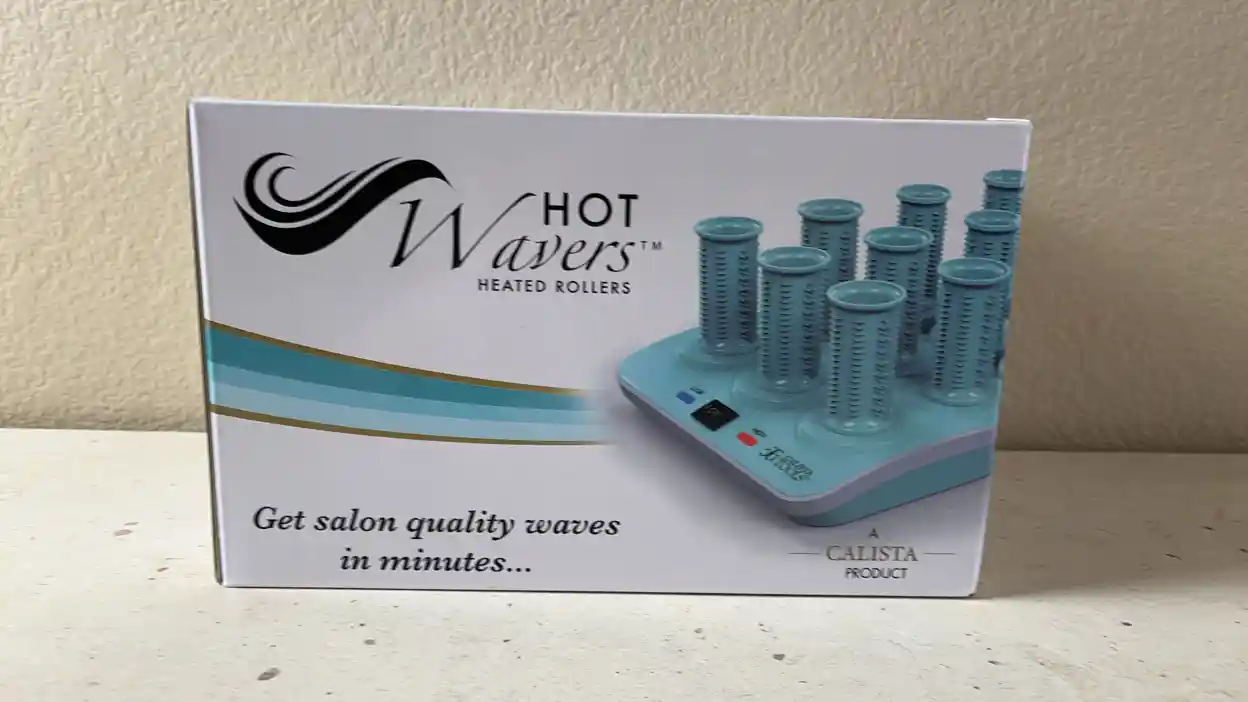 HOT
Wavers™
HEATED ROLLERS
Get salon quality waves
in minutes...
A
CALISTA
PRODUCT